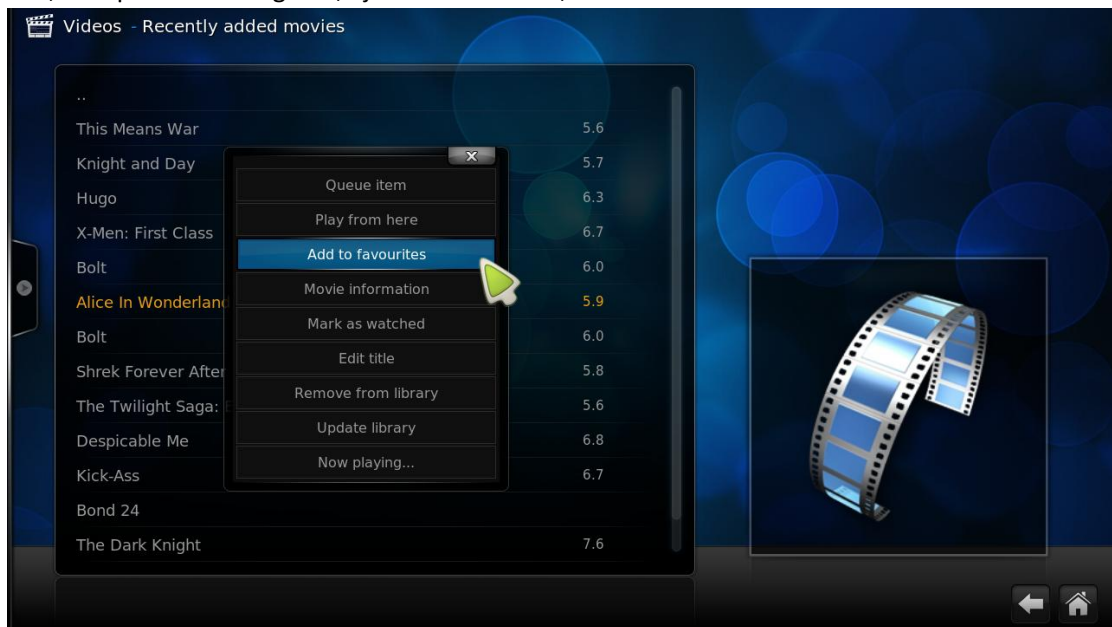 Videos - Recently added movies
..
This Means War 5.6
Knight and Day 5.7
Hugo 6.3
X-Men: First Class 6.7
Bolt 6.0
Alice In Wonderland 5.9
Bolt 6.0
Shrek Forever After 5.8
The Twilight Saga: 5.6
Despicable Me 6.8
Kick-Ass 6.7
Bond 24
The Dark Knight 7.6
X
Queue item
Play from here
Add to favourites
Movie information
Mark as watched
Edit title
Remove from library
Update library
Now playing...